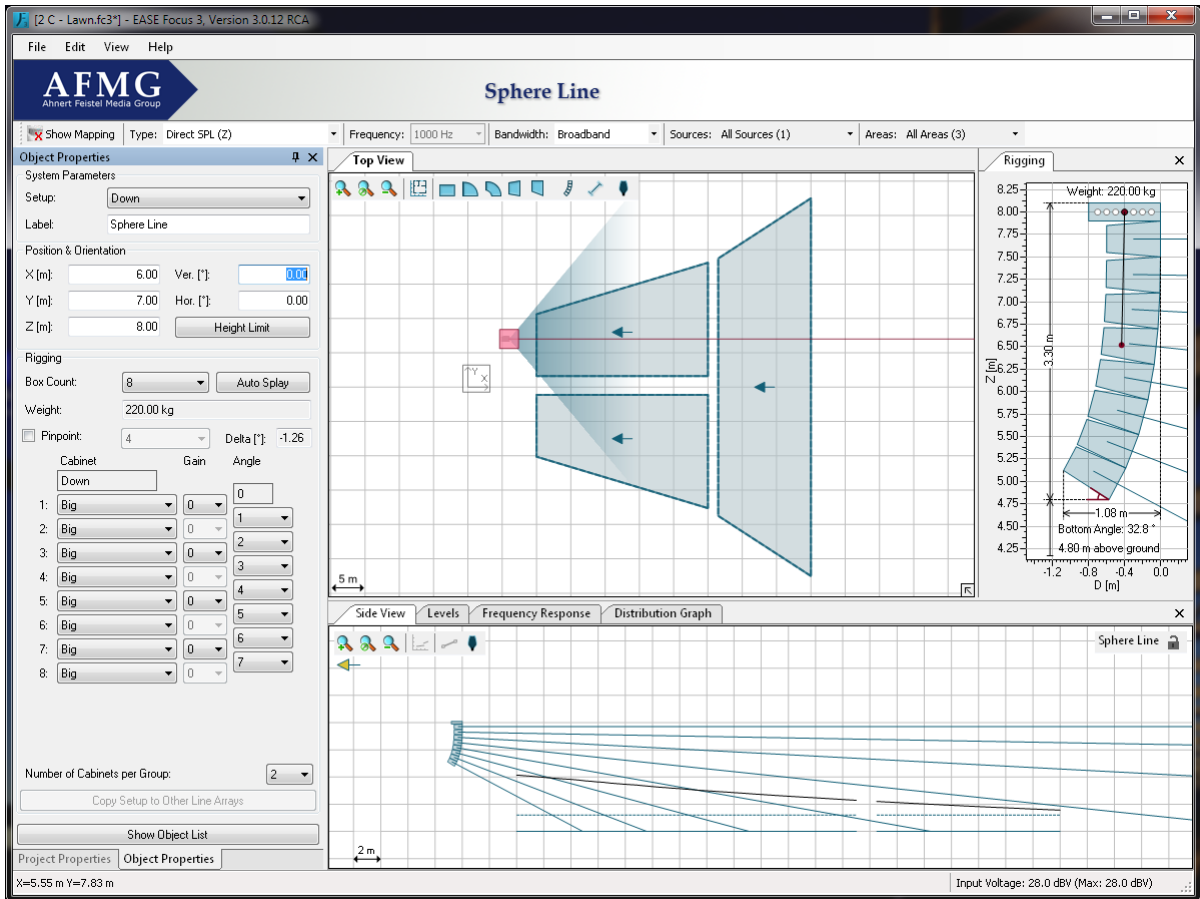 [2 C - Lawn.fc3*] - EASE Focus 3, Version 3.0.12 RCA
File Edit View Help
AFMG
Ahnert Feistel Media Group
Sphere Line
Show Mapping Type: Direct SPL (Z) Frequency: 1000 Hz Bandwidth: Broadband Sources: All Sources (1) Areas: All Areas (3)
Object Properties
System Parameters
Setup: Down
Label: Sphere Line
Position & Orientation
X [m]: 6.00 Ver. [°]: 0.00
Y [m]: 7.00 Hor. [°]: 0.00
Z [m]: 8.00 Height Limit
Rigging
Box Count: 8 Auto Splay
Weight: 220.00 kg
Pinpoint: 4 Delta [°]: -1.26
Cabinet Gain Angle
Down
0
1: Big 0
1
2: Big 0
2
3: Big 0
3
4: Big 0
4
5: Big 0
5
6: Big 0
6
7: Big 0
7
8: Big 0
Number of Cabinets per Group: 2
Copy Setup to Other Line Arrays
Show Object List
Project Properties Object Properties
Top View
Y
X
5 m
Rigging
Weight: 220.00 kg
8.25
8.00
7.75
7.50
7.25
7.00
6.75
6.50
6.25
6.00
5.75
5.50
5.25
5.00
4.75
4.50
4.25
Z [m]
3.30 m
1.08 m
Bottom Angle: 32.8 °
4.80 m above ground
-1.2 -0.8 -0.4 0.0
D [m]
Side View Levels Frequency Response Distribution Graph
Sphere Line
2 m
X=5.55 m Y=7.83 m
Input Voltage: 28.0 dBV (Max: 28.0 dBV)